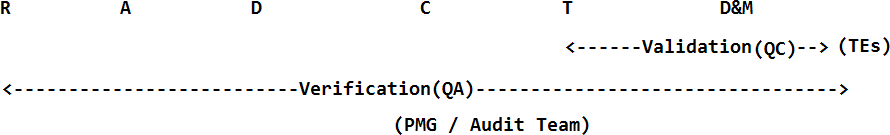 R A D C T D&M
<------Validation(QC)--> (TEs)
<-------------------------Verification(QA)--------------------------------->
(PMG / Audit Team)